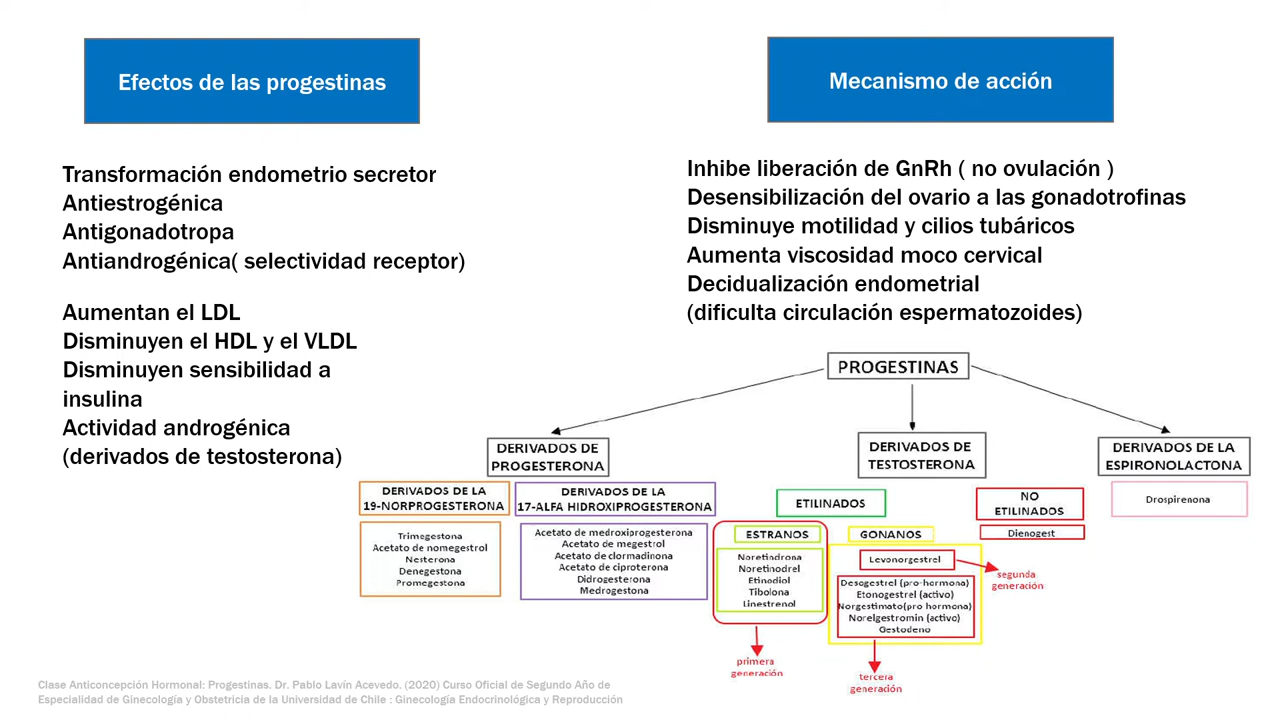 Efectos de las progestinas
Transformación endometrio secretor
Antiestrogénica
Antigonadotropa
Antiandrogénica( selectividad receptor)
Aumentan el LDL
Disminuyen el HDL y el VLDL
Disminuyen sensibilidad a
insulina
Actividad androgénica
(derivados de testosterona)
Mecanismo de acción
Inhibe liberación de GnRh ( no ovulación )
Desensibilización del ovario a las gonadotrofinas
Disminuye motilidad y cilios tubáricos
Aumenta viscosidad moco cervical
Decidualización endometrial
(dificulta circulación espermatozoides)
PROGESTINAS
DERIVADOS DE
PROGESTERONA
DERIVADOS DE LA
19-NORPROGESTERONA
Trimegestona
Acetato de nomegestrol
Nesterona
Denegestona
Promegestona
DERIVADOS DE LA
17-ALFA HIDROXIPROGESTERONA
Acetato de medroxiprogesterona
Acetato de megestrol
Acetato de clormadinona
Acetato de ciproterona
Didrogesterona
Medrogestona
DERIVADOS DE
TESTOSTERONA
ETILINADOS
ESTRANOS
Noretindrona
Noretinodrel
Etinodiol
Tibolona
Linestrenol
primera
generación
GONANOS
Levonorgestrel
segunda
generación
Desogestrel (pro-hormona)
Etonogestrel (activo)
Norgestimato(pro hormona)
Norelgestromin (activo)
Gestodeno
tercera
generación
NO
ETILINADOS
Dienogest
DERIVADOS DE LA
ESPIRONOLACTONA
Drospirenona
Clase Anticoncepción Hormonal: Progestinas. Dr. Pablo Lavín Acevedo. (2020) Curso Oficial de Segundo Año de
Especialidad de Ginecología y Obstetricia de la Universidad de Chile : Ginecología Endocrinológica y Reproducción